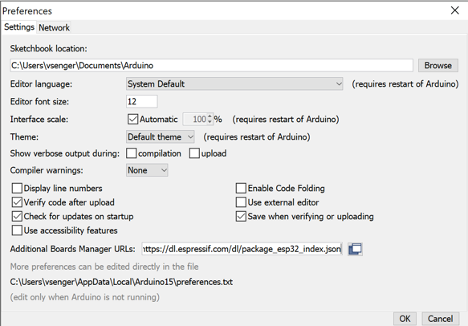 Preferences
Settings Network
Sketchbook location:
C:\Users\vsenger\Documents\Arduino Browse
Editor language: System Default (requires restart of Arduino)
Editor font size: 12
Interface scale: Automatic 100 % (requires restart of Arduino)
Theme: Default theme (requires restart of Arduino)
Show verbose output during: compilation upload
Compiler warnings: None
Display line numbers Enable Code Folding
Verify code after upload Use external editor
Check for updates on startup Save when verifying or uploading
Use accessibility features
Additional Boards Manager URLs: https://dl.espressif.com/dl/package_esp32_index.json
More preferences can be edited directly in the file
C:\Users\vsenger\AppData\Local\Arduino15\preferences.txt
(edit only when Arduino is not running)
OK Cancel